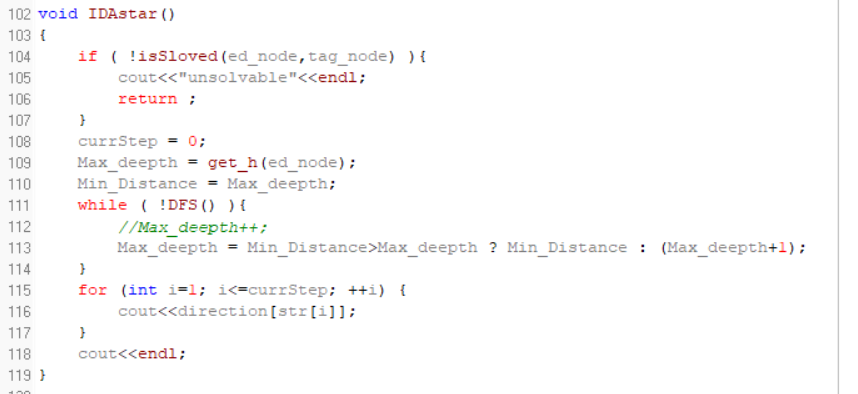 102 void IDAstar()
103 {
104     if ( !isSloved(ed_node,tag_node) ){
105         cout<<"unsolvable"<<endl;
106         return ;
107     }
108     currStep = 0;
109     Max_deepth = get_h(ed_node);
110     Min_Distance = Max_deepth;
111     while ( !DFS() ){
112         //Max_deepth++;
113         Max_deepth = Min_Distance>Max_deepth ? Min_Distance : (Max_deepth+1);
114     }
115     for (int i=1; i<=currStep; ++i) {
116         cout<<direction[str[i]];
117     }
118     cout<<endl;
119 }